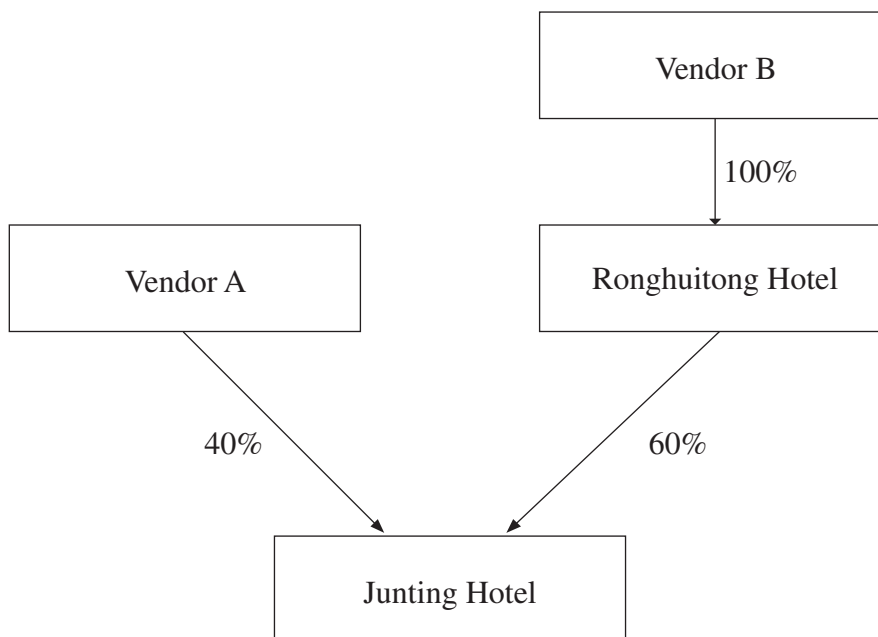 Vendor B
100%
Vendor A
Ronghuitong Hotel
40%
60%
Junting Hotel